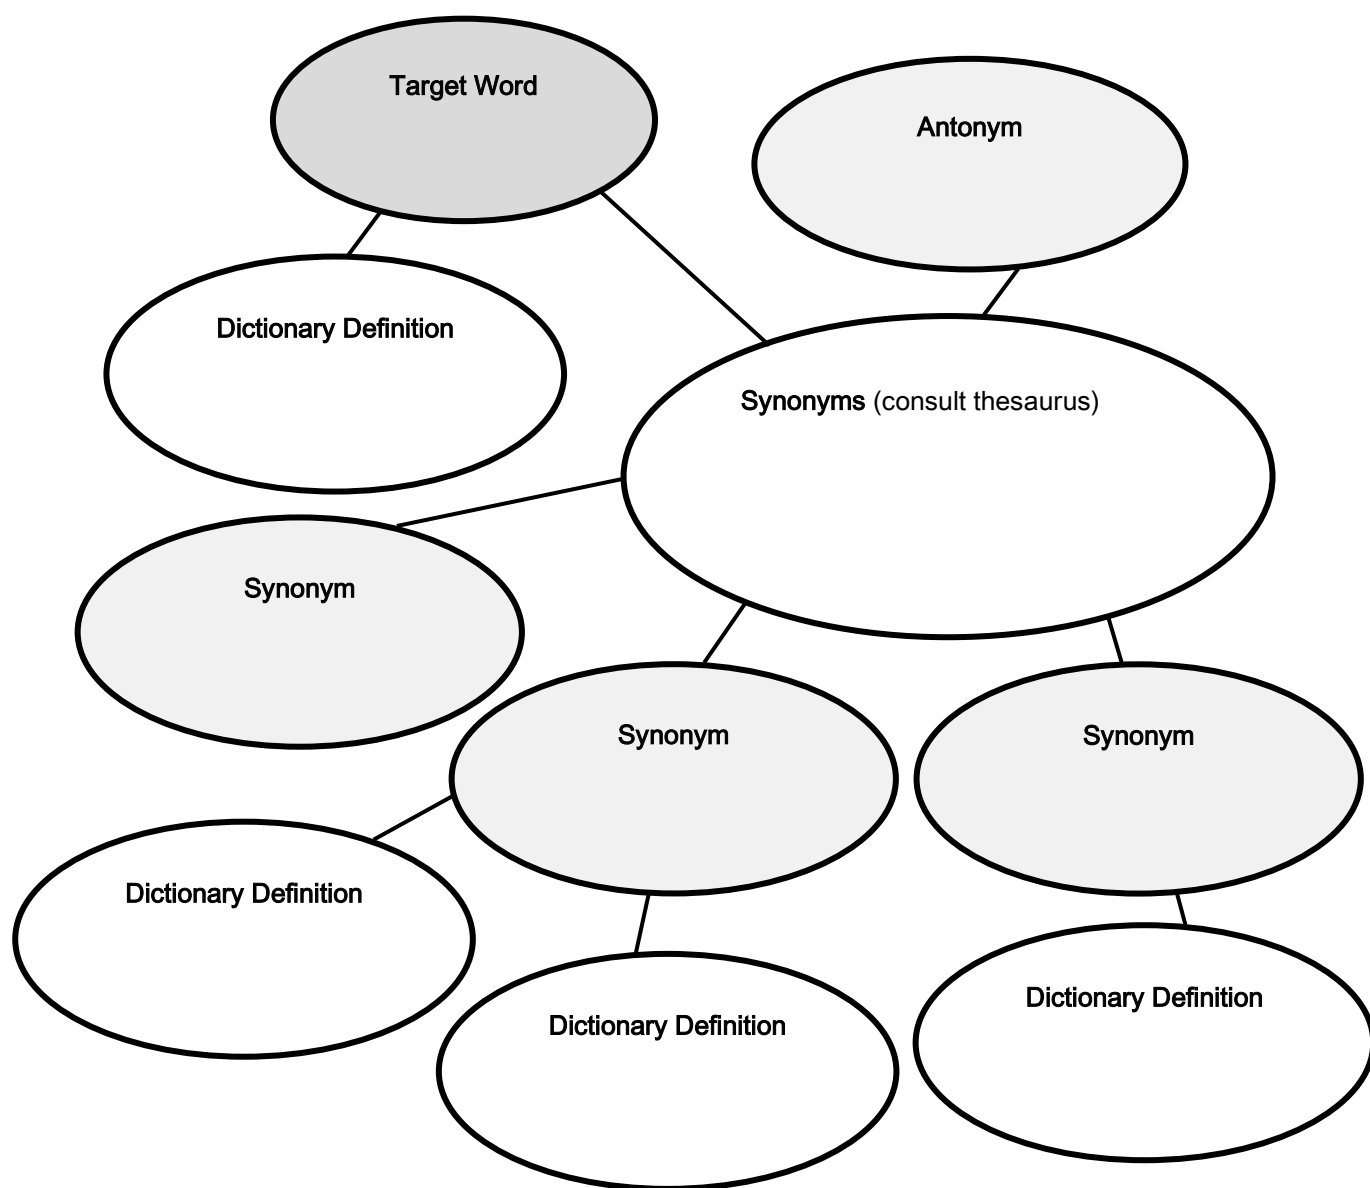 Target Word
Antonym
Dictionary Definition
Synonyms (consult thesaurus)
Synonym
Synonym
Synonym
Dictionary Definition
Dictionary Definition
Dictionary Definition